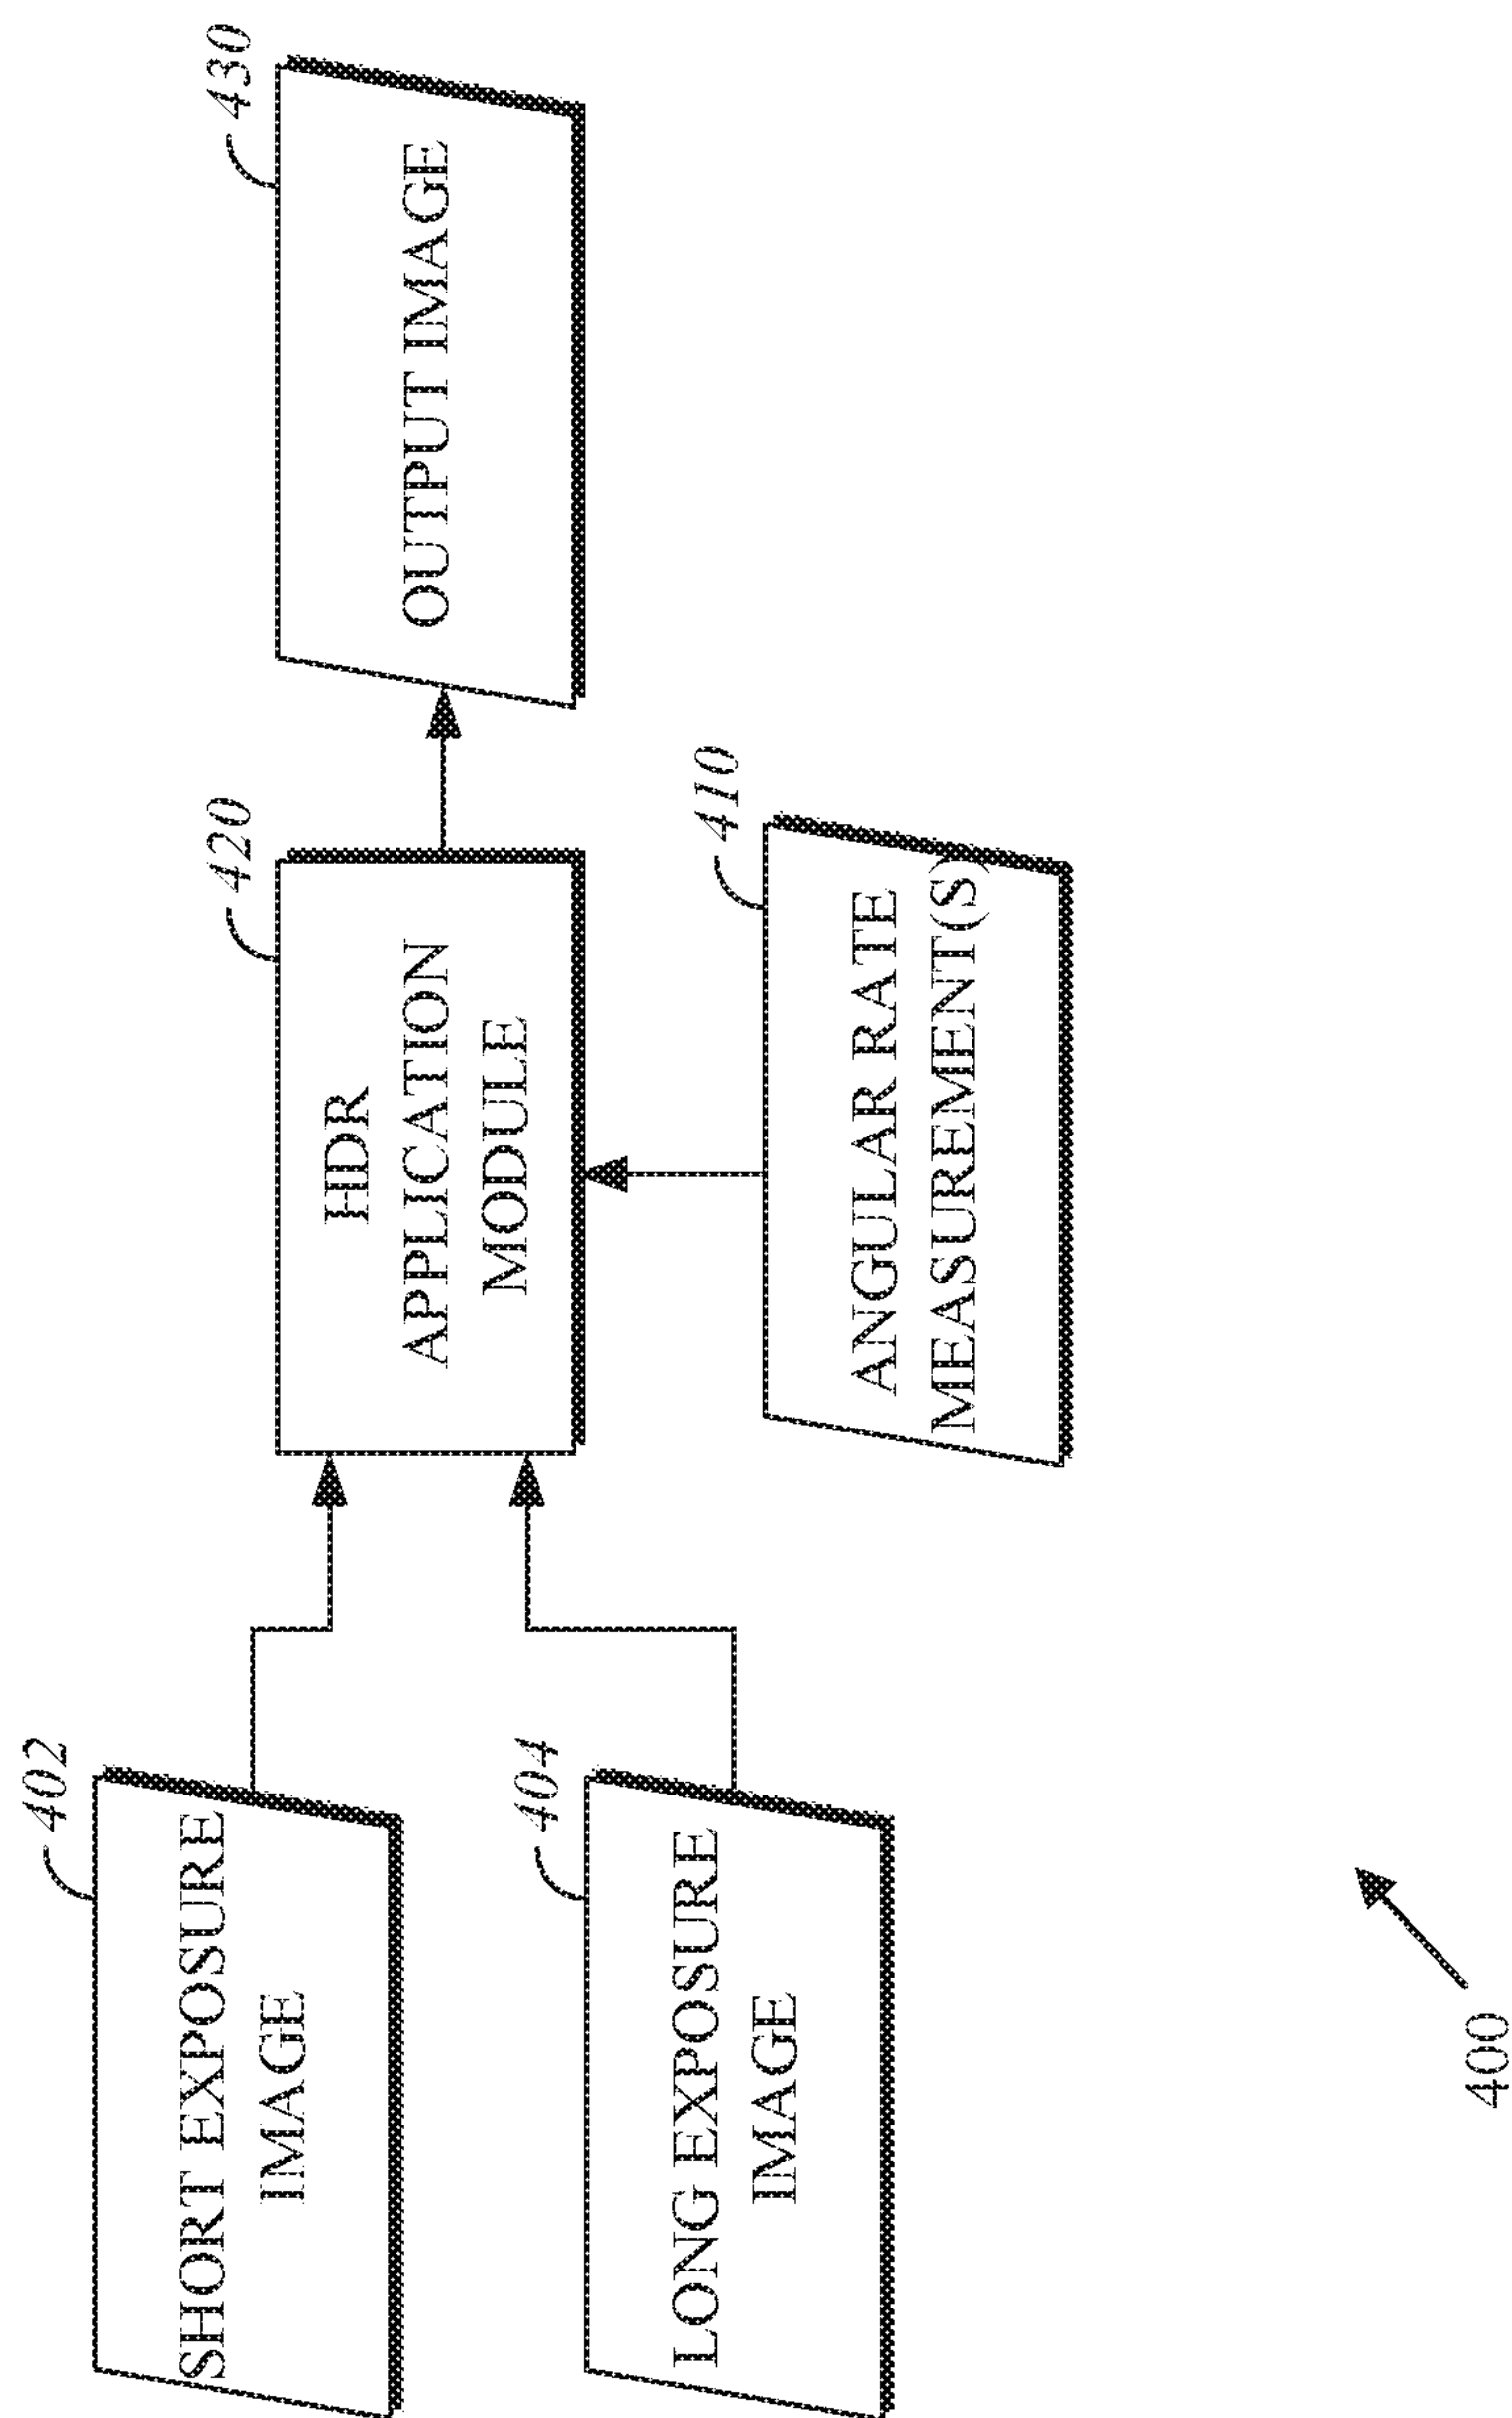 402
SHORT EXPOSURE
IMAGE
404
LONG EXPOSURE
IMAGE
420
HDR
APPLICATION
MODULE
410
ANGULAR RATE
MEASUREMENT(S)
430
OUTPUT IMAGE
400